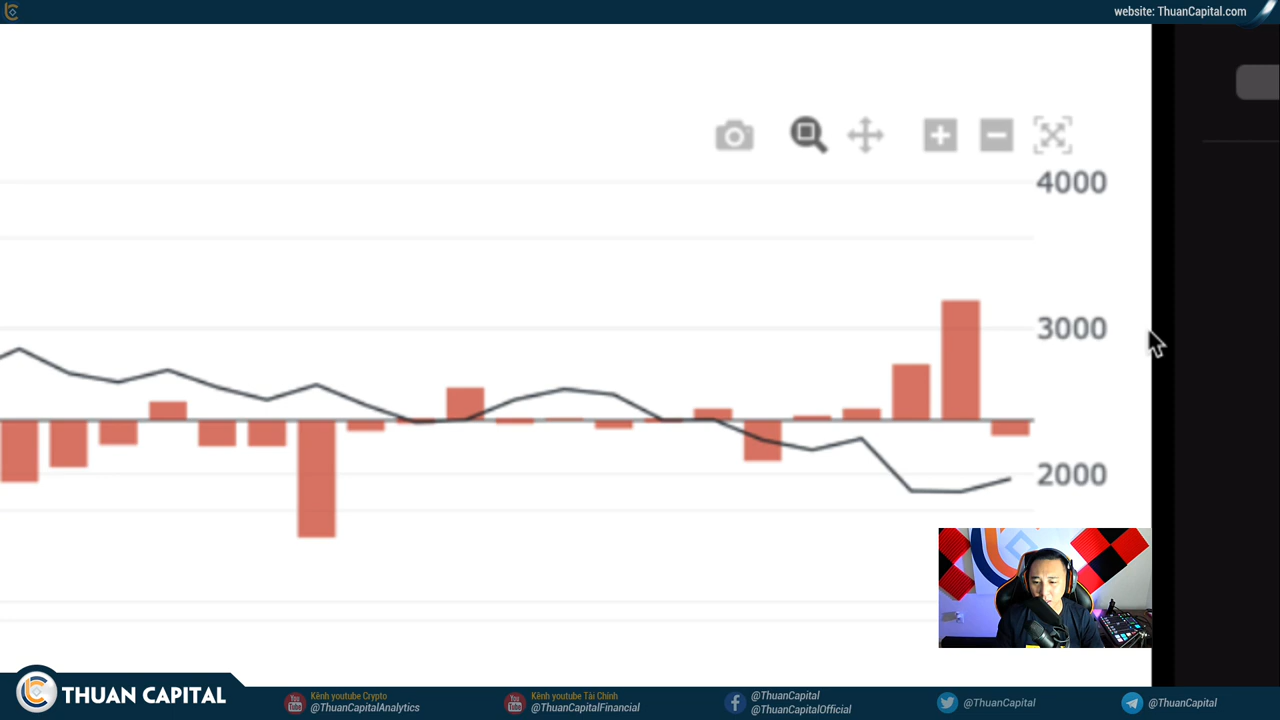 website: ThuanCapital.com
4000
3000
2000
THUAN CAPITAL
Kênh youtube Crypto
@ThuanCapitalAnalytics
Kênh youtube Tài Chính
@ThuanCapitalFinancial
@ThuanCapital
@ThuanCapitalOfficial
@ThuanCapital
@ThuanCapital